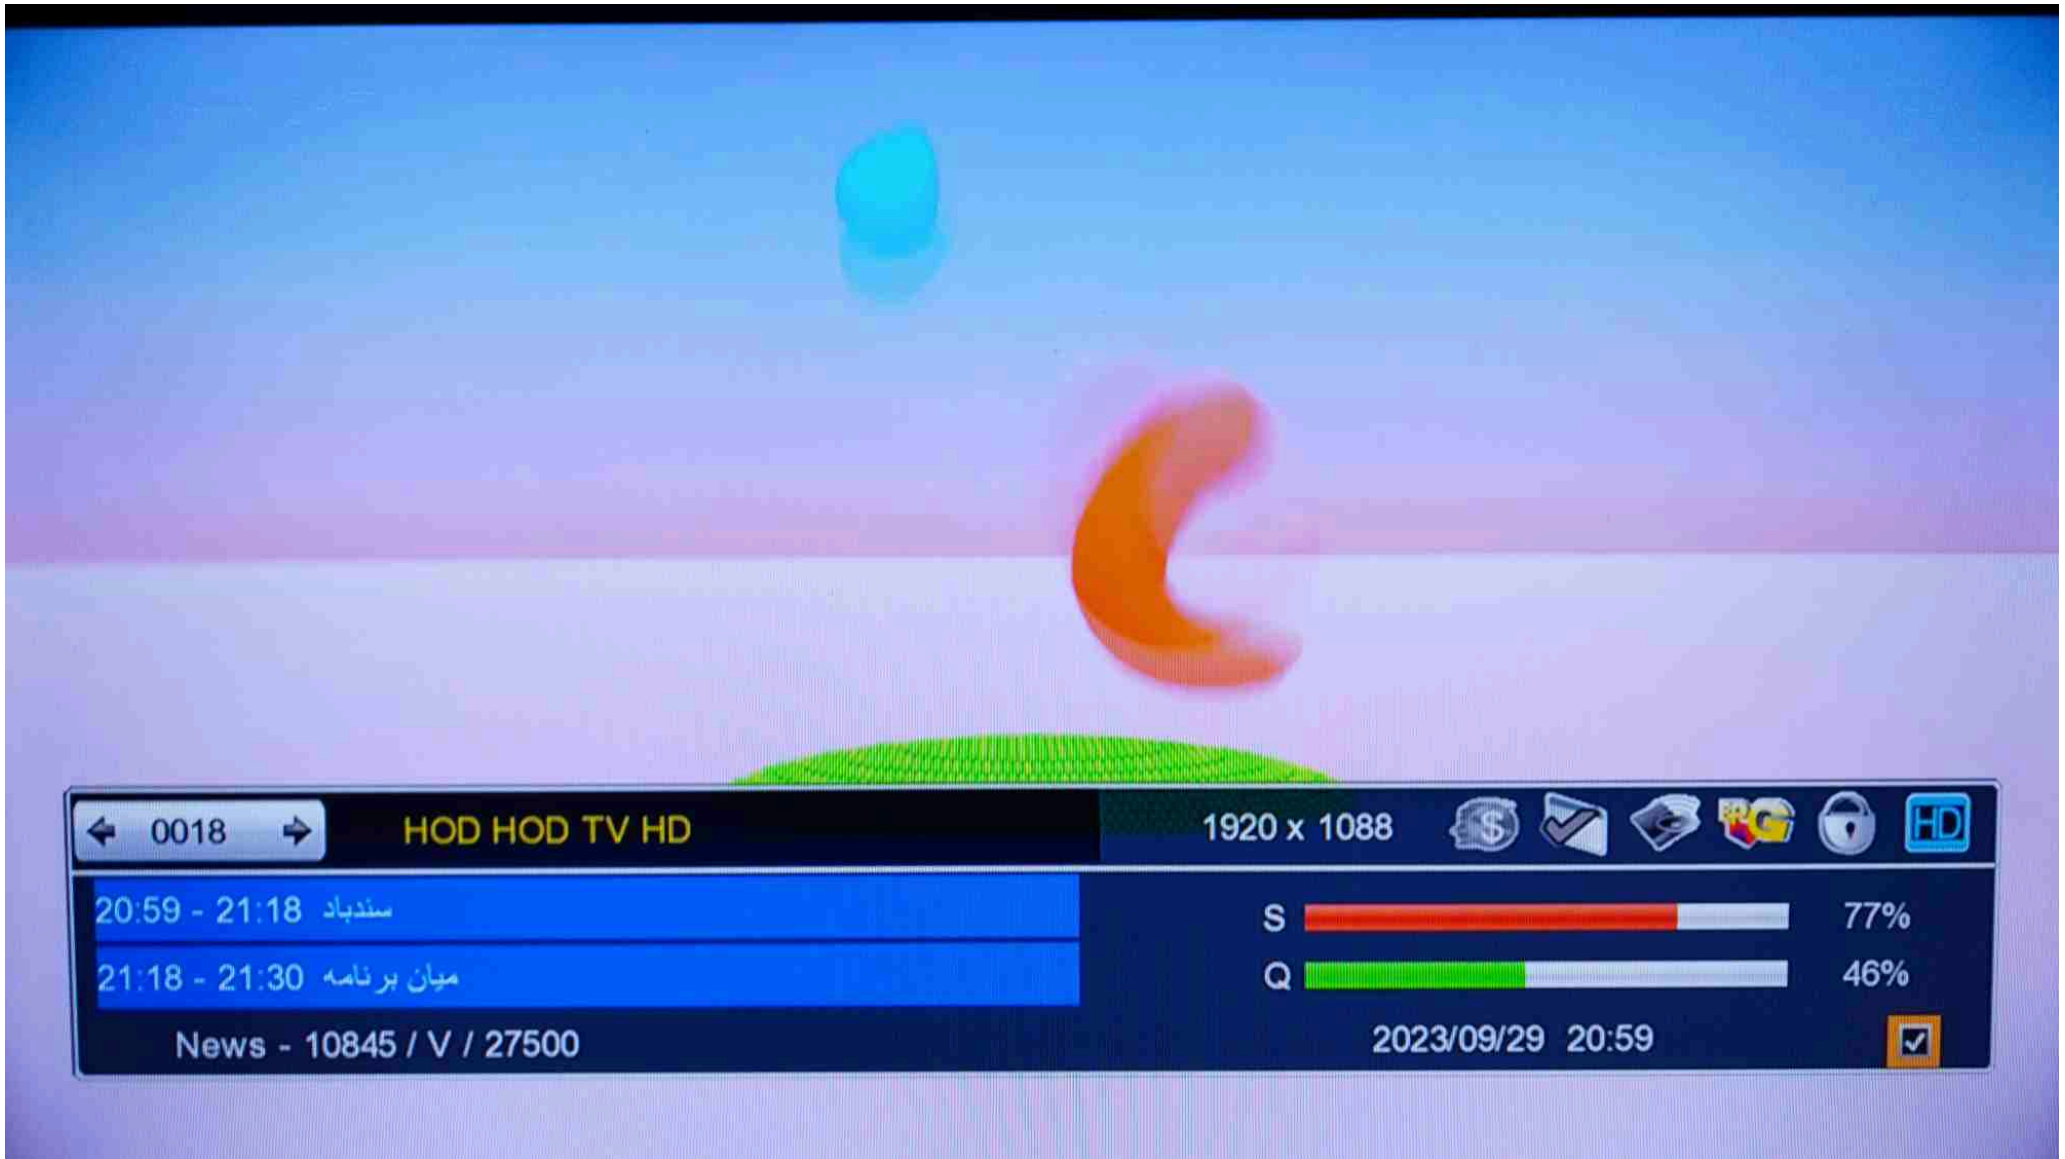 0018 HOD HOD TV HD 1920 x 1088 HD
20:59 - 21:18 سندباد
S 77%
21:18 - 21:30 میان برنامه
Q 46%
News - 10845 / V / 27500
2023/09/29 20:59